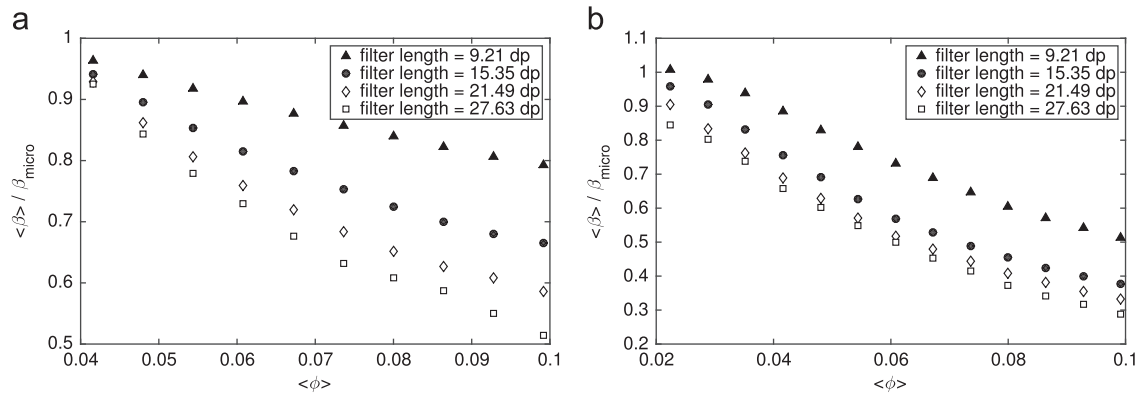 a
1
0.9
0.8
0.7
0.6
0.5
0.04 0.05 0.06 0.07 0.08 0.09 0.1
<β> / βmicro
<ϕ>
filter length = 9.21 dp
filter length = 15.35 dp
filter length = 21.49 dp
filter length = 27.63 dp
b
1.1
1
0.9
0.8
0.7
0.6
0.5
0.4
0.3
0.2
0.02 0.04 0.06 0.08 0.1
<β> / βmicro
<ϕ>
filter length = 9.21 dp
filter length = 15.35 dp
filter length = 21.49 dp
filter length = 27.63 dp